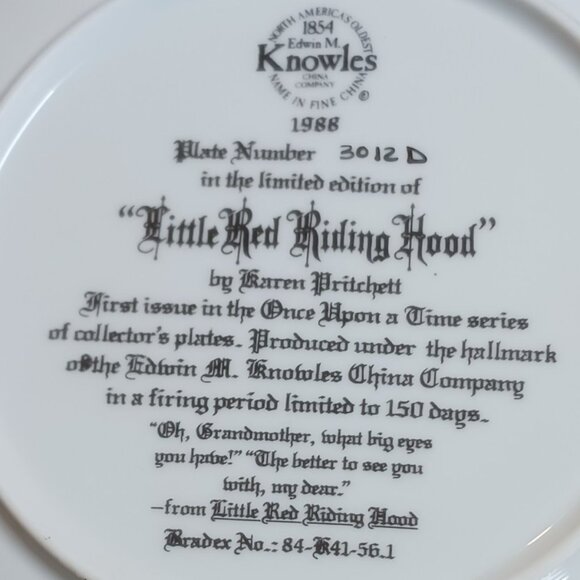 NORTH AMERICA'S OLDEST
1854
Edwin M.
Knowles
CHINA
COMPANY
NAME IN FINE CHINA
®
1988
Plate Number 3012 D
in the limited edition of
"Little Red Riding Hood"
by Karen Pritchett
First issue in the Once Upon a Time series
of collector's plates. Produced under the hallmark
of the Edwin M. Knowles China Company
in a firing period limited to 150 days.
"Oh, Grandmother, what big eyes
you have!" "The better to see you
with, my dear."
—from Little Red Riding Hood
Bradex No.: 84-K41-56.1